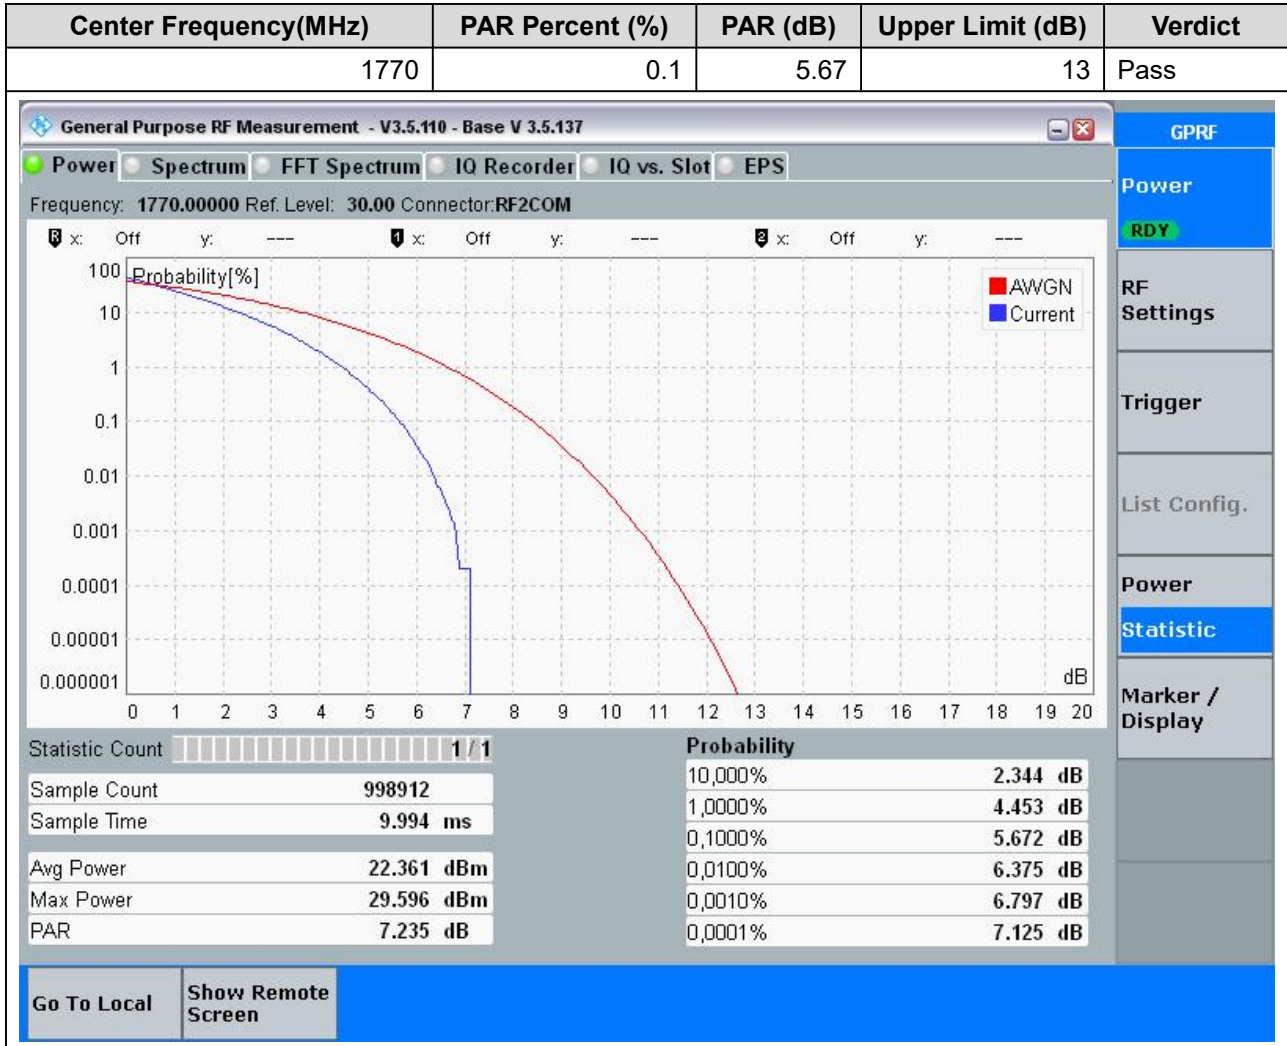 Center Frequency(MHz) PAR Percent (%) PAR (dB) Upper Limit (dB) Verdict
1770 0.1 5.67 13 Pass
General Purpose RF Measurement - V3.5.110 - Base V 3.5.137
GPRF
Power Spectrum FFT Spectrum IQ Recorder IQ vs. Slot EPS
Power
RDY
Frequency: 1770.00000 Ref. Level: 30.00 Connector:RF2COM
R x: Off y: --- 1 x: Off y: --- 2 x: Off y: ---
100 Probability[%]
AWGN
Current
10
1
0.1
0.01
0.001
0.0001
0.00001
0.000001
dB
0 1 2 3 4 5 6 7 8 9 10 11 12 13 14 15 16 17 18 19 20
RF
Settings
Trigger
List Config.
Power
Statistic
Marker /
Display
Statistic Count 1 / 1
Sample Count 998912
Sample Time 9.994 ms
Avg Power 22.361 dBm
Max Power 29.596 dBm
PAR 7.235 dB
Probability
10,000% 2.344 dB
1,0000% 4.453 dB
0,1000% 5.672 dB
0,0100% 6.375 dB
0,0010% 6.797 dB
0,0001% 7.125 dB
Go To Local
Show Remote
Screen